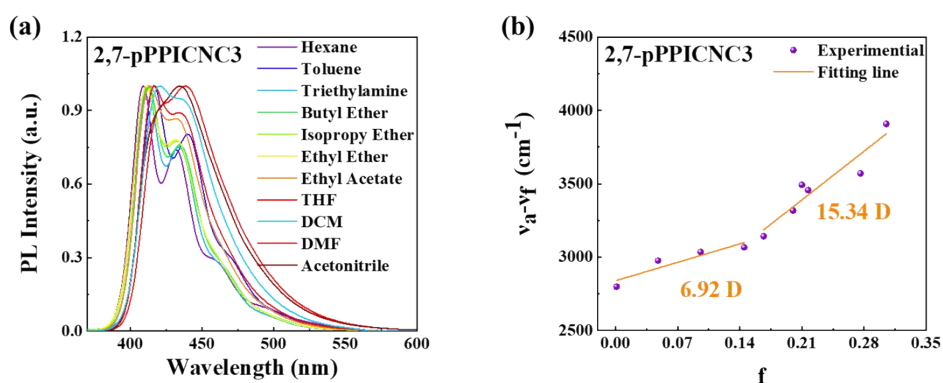 (a)
2,7-pPPICNC3
Hexane
Toluene
Triethylamine
Butyl Ether
Isopropy Ether
Ethyl Ether
Ethyl Acetate
THF
DCM
DMF
Acetonitrile
PL Intensity (a.u.)
1.2
0.9
0.6
0.3
0.0
400 450 500 550 600
Wavelength (nm)
(b)
2,7-pPPICNC3
Experimental
Fitting line
νa-νf (cm-1)
4500
4000
3500
3000
2500
15.34 D
6.92 D
0.00 0.07 0.14 0.21 0.28 0.35
f